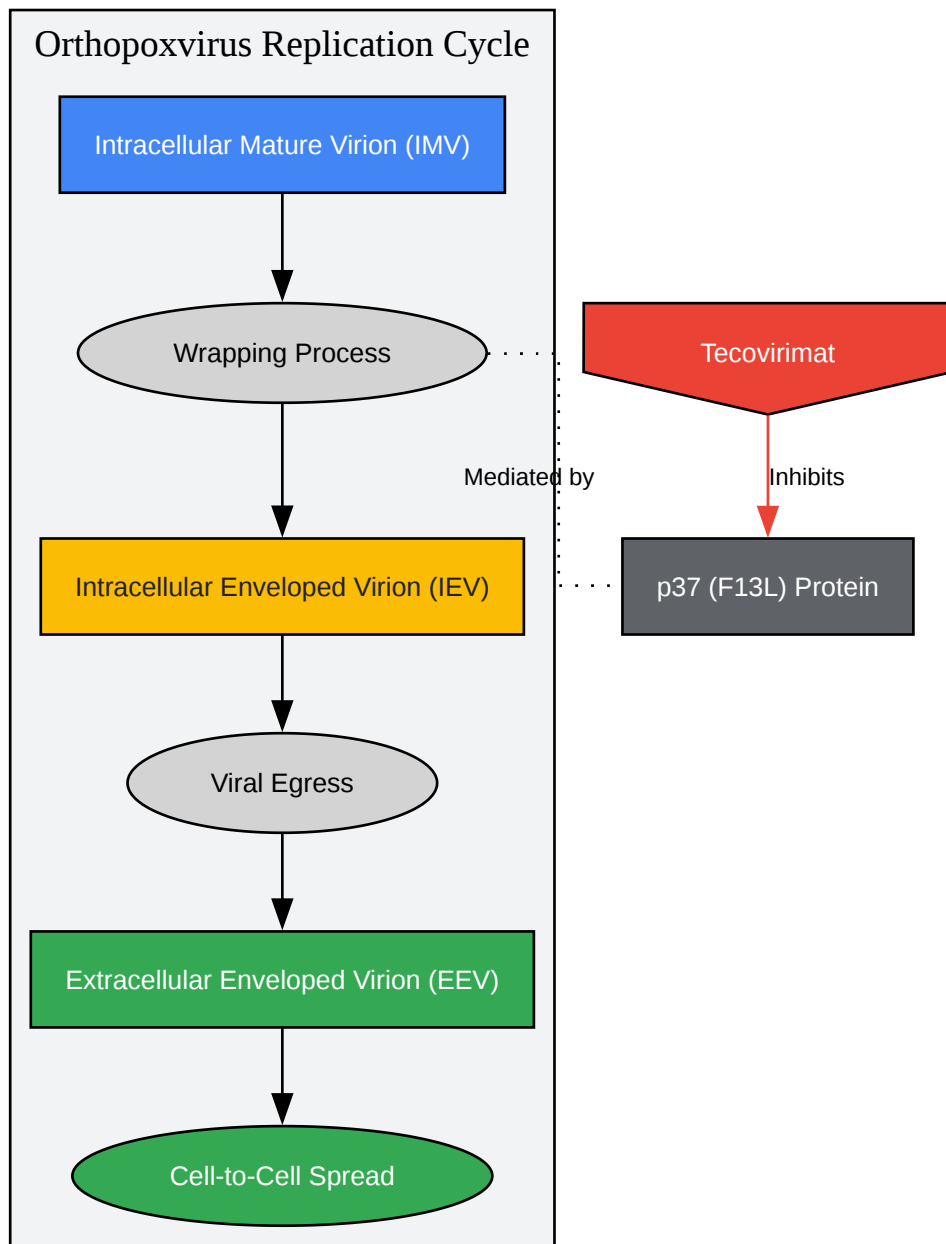 Orthopoxvirus Replication Cycle
Intracellular Mature Virion (IMV)
Wrapping Process
Tecovirimat
Mediated by
Inhibits
Intracellular Enveloped Virion (IEV)
p37 (F13L) Protein
Viral Egress
Extracellular Enveloped Virion (EEV)
Cell-to-Cell Spread